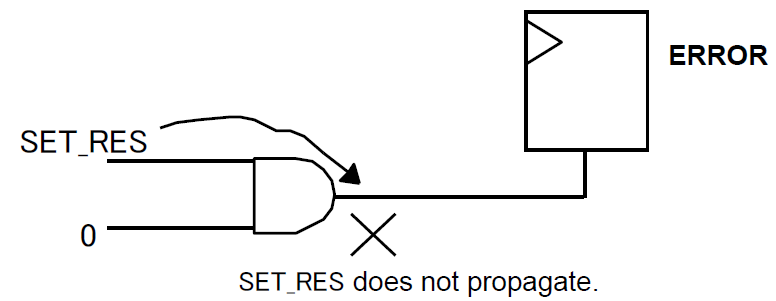 ERROR
SET_RES
0
SET_RES does not propagate.